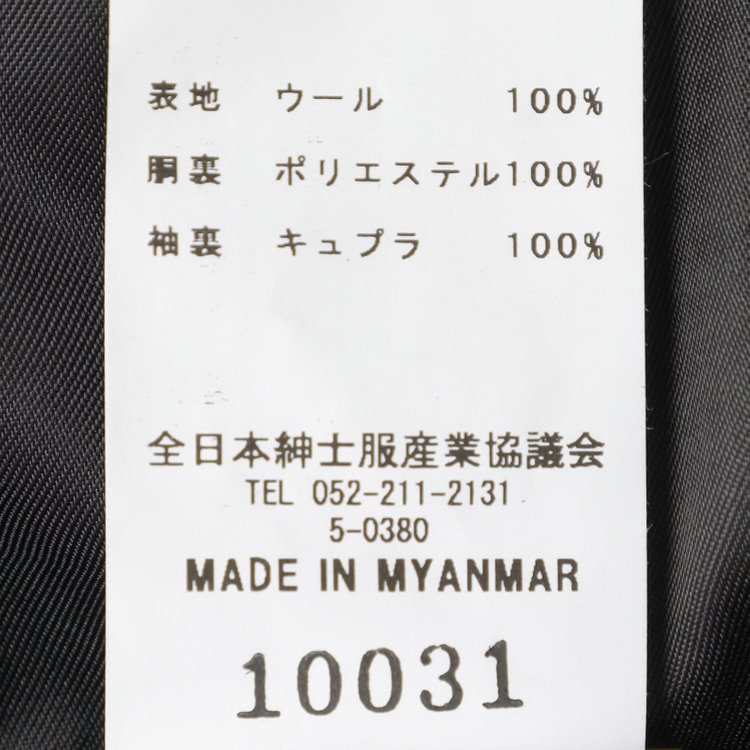 表地 ウール 100%
胴裏 ポリエステル100%
袖裏 キュプラ 100%
全日本紳士服産業協議会
TEL 052-211-2131
5-0380
MADE IN MYANMAR
10031